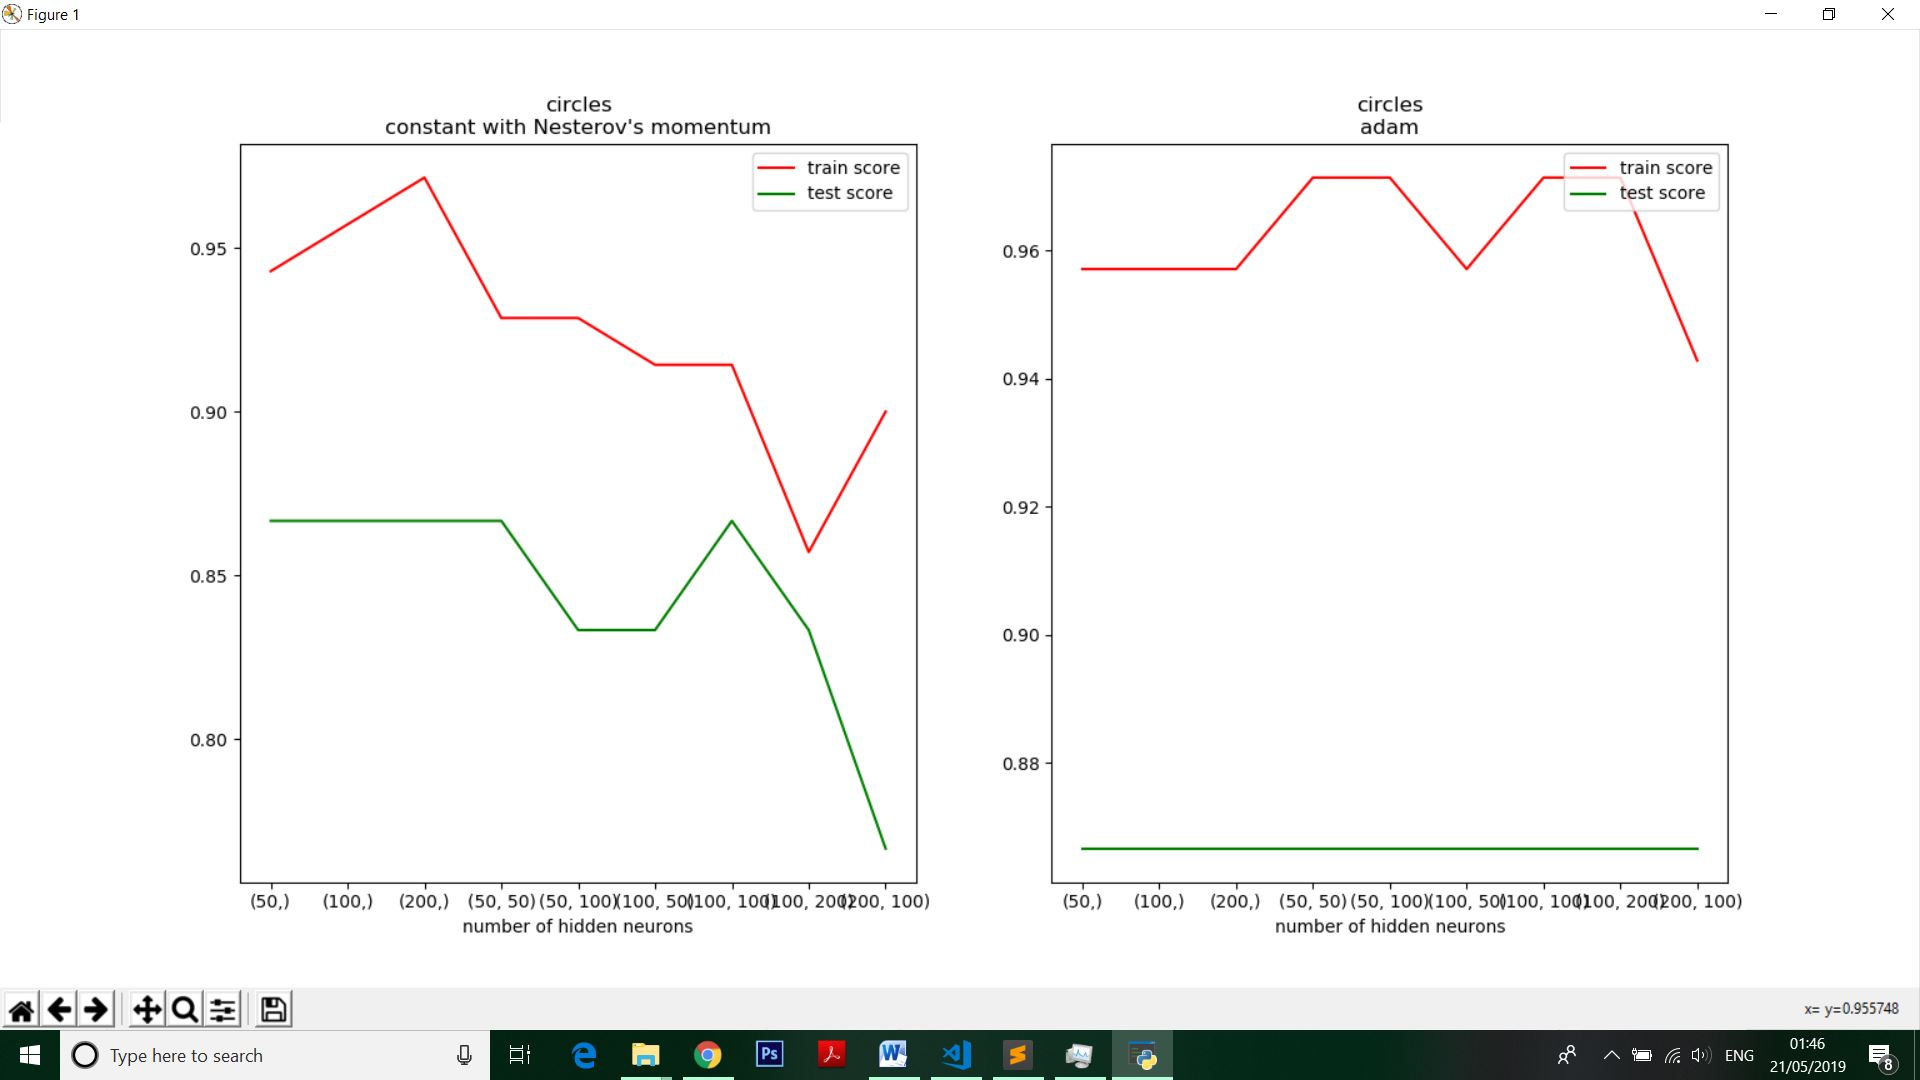 Figure 1
circles
constant with Nesterov's momentum
train score
test score
0.95
0.90
0.85
0.80
(50,) (100,) (200,) (50, 50) (50, 100) (100, 50) (100, 100) (100, 200) (200, 100)
number of hidden neurons
circles
adam
train score
test score
0.96
0.94
0.92
0.90
0.88
(50,) (100,) (200,) (50, 50) (50, 100) (100, 50) (100, 100) (100, 200) (200, 100)
number of hidden neurons
x= y=0.955748
Type here to search
Ps
W
S
ENG
01:46
21/05/2019
8